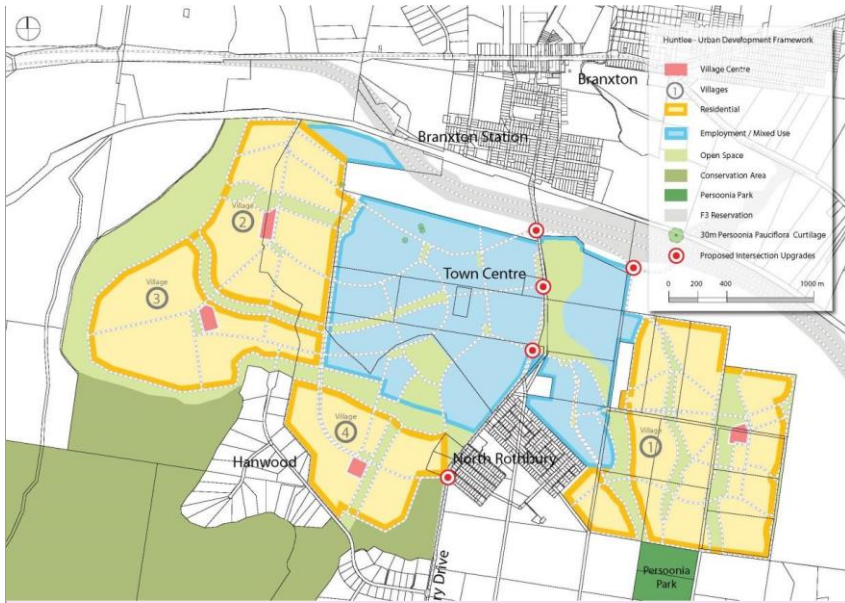 Huntlee - Urban Development Framework
Village Centre
1
Villages
Residential
Employment / Mixed Use
Open Space
Conservation Area
Persoonia Park
F3 Reservation
30m Persoonia Pauciflora Curtilage
Proposed Intersection Upgrades
0 200 400 1000 m
Branxton
Branxton Station
Village
2
Town Centre
Village
3
Village
4
Village
1
Hanwood
North Rothbury
Persoonia
Park
ry Drive